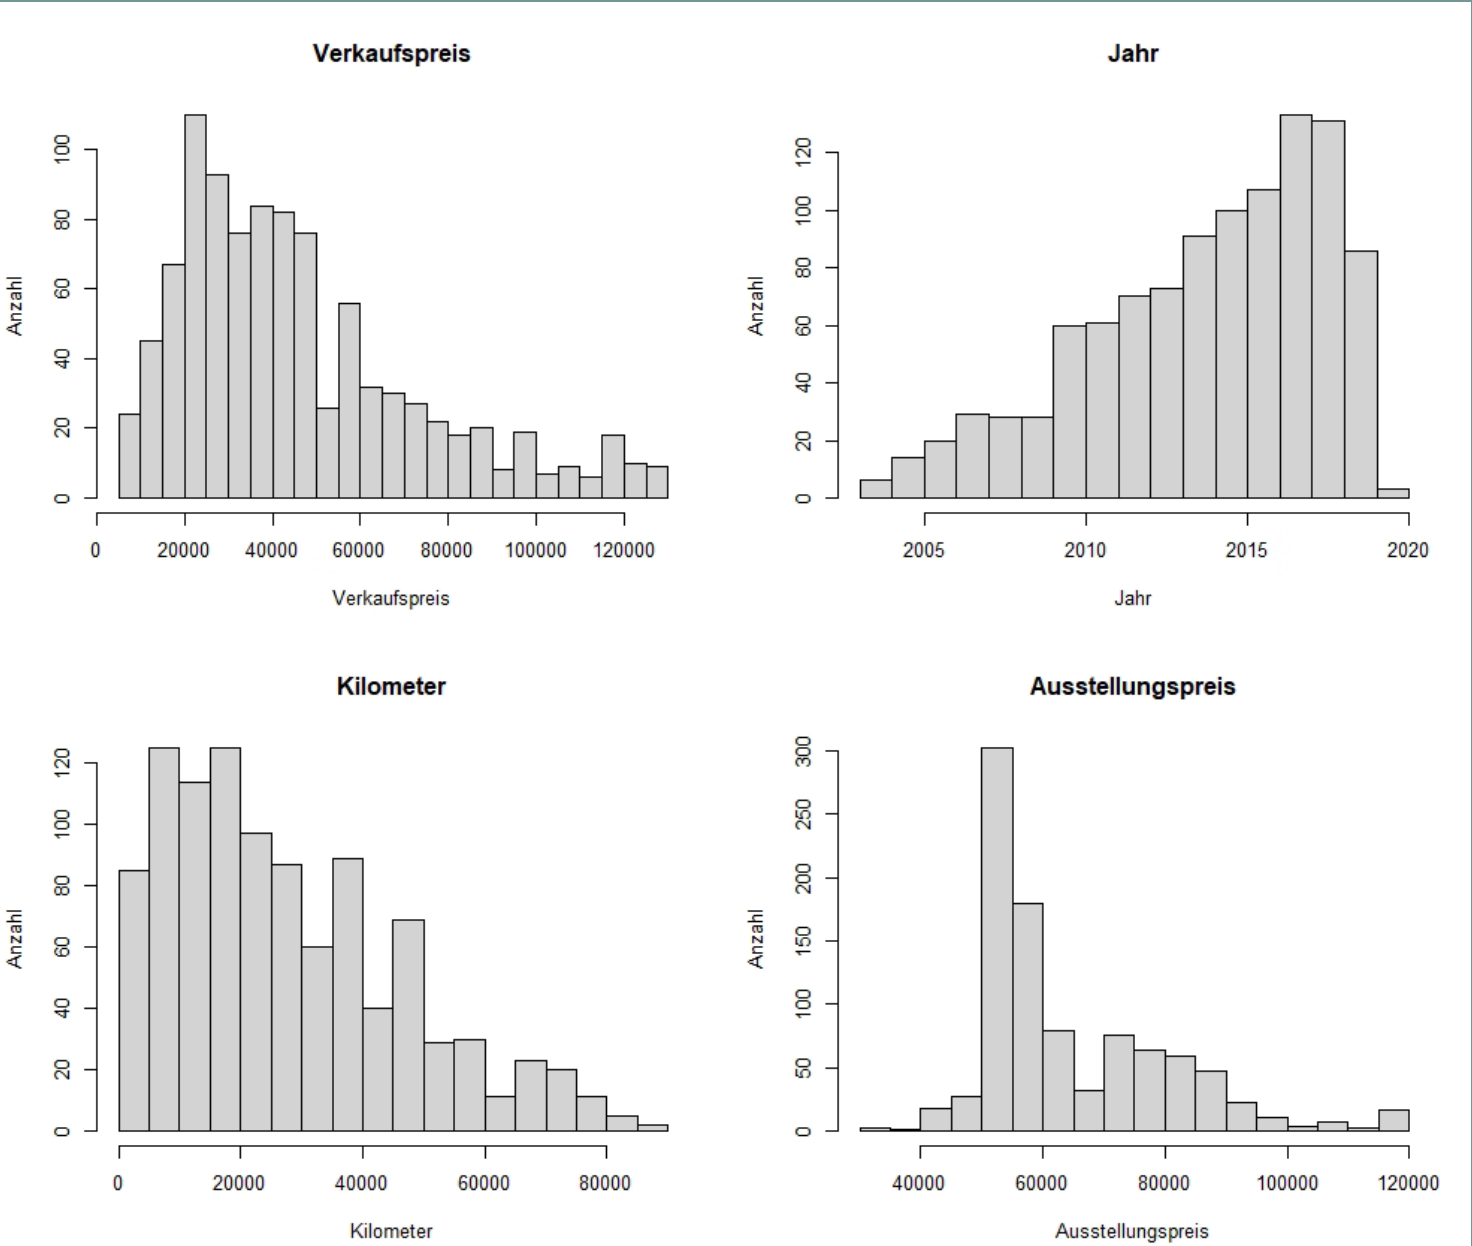 Verkaufspreis
Anzahl
0 20 40 60 80 100
0 20000 40000 60000 80000 100000 120000
Verkaufspreis
Jahr
Anzahl
0 20 40 60 80 100 120
2005 2010 2015 2020
Jahr
Kilometer
Anzahl
0 20 40 60 80 100 120
0 20000 40000 60000 80000
Kilometer
Ausstellungspreis
Anzahl
0 50 100 150 200 250 300
40000 60000 80000 100000 120000
Ausstellungspreis